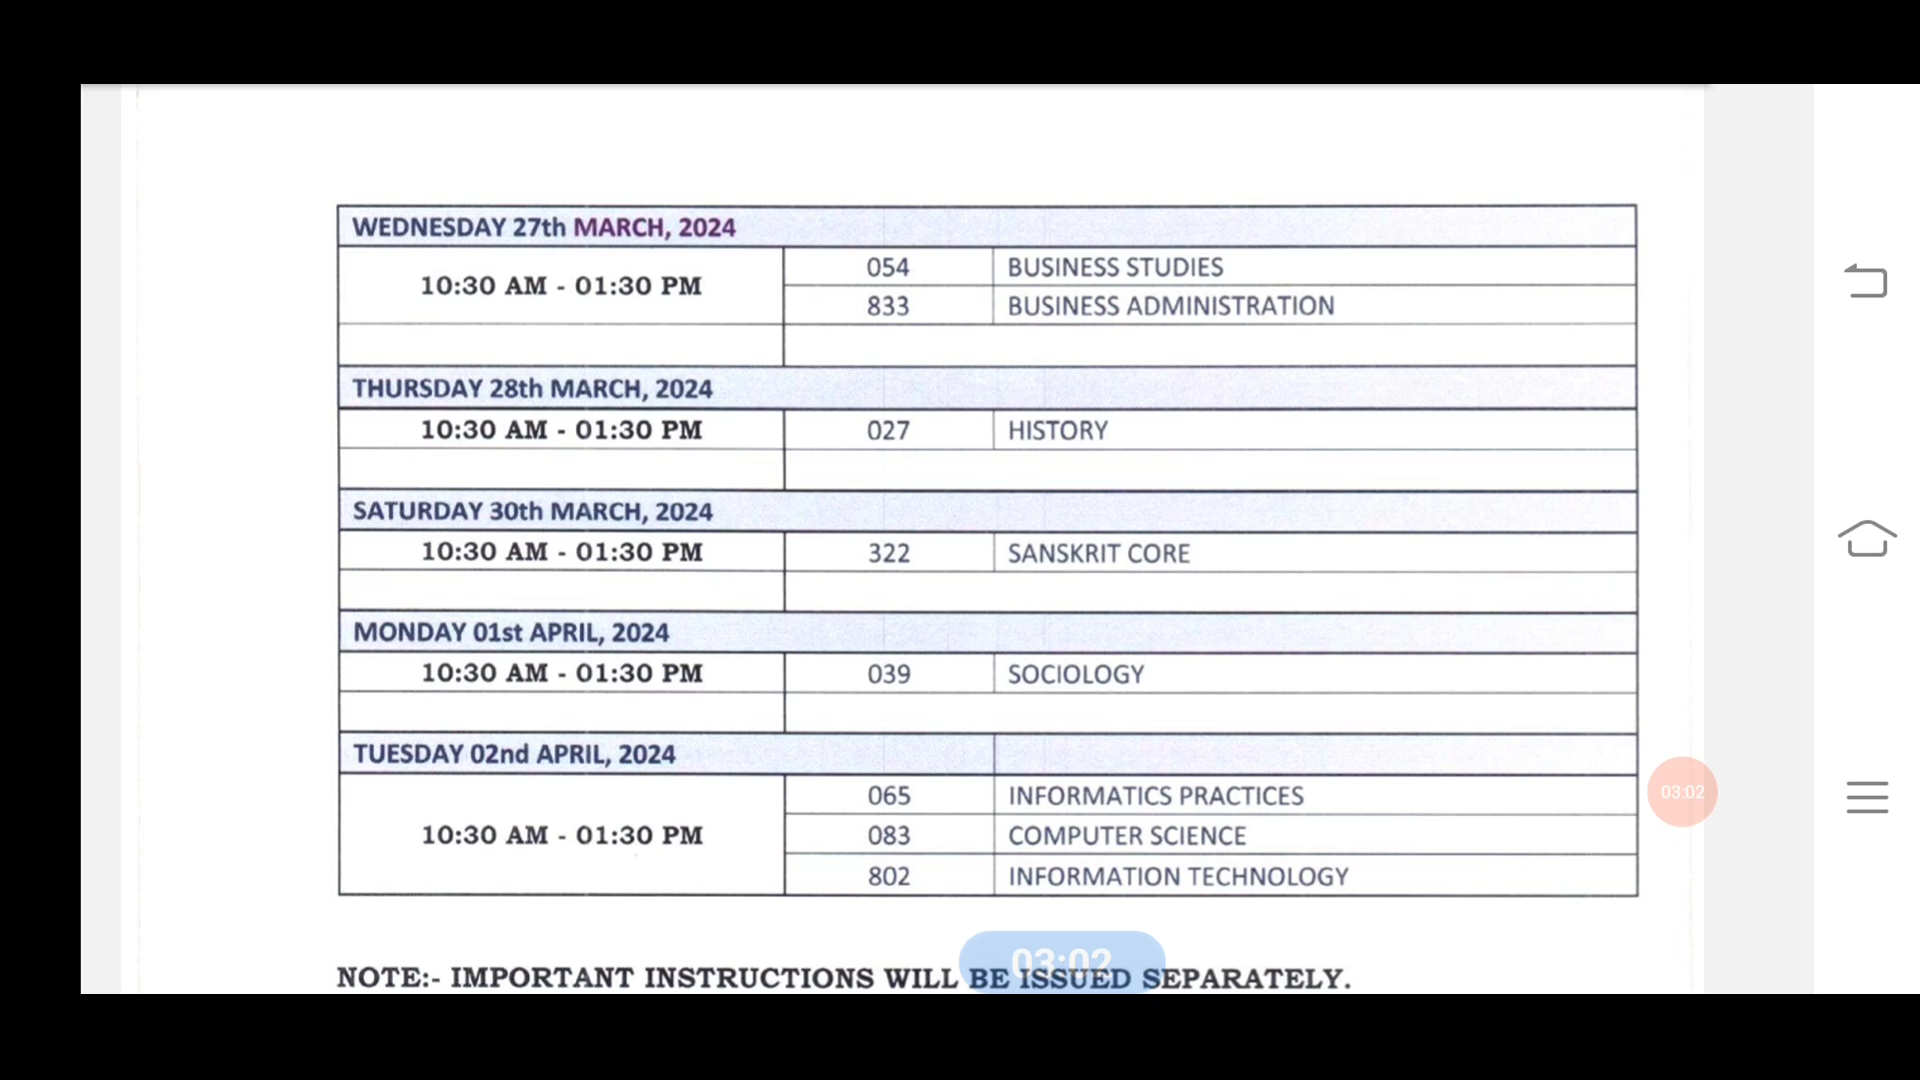 WEDNESDAY 27th MARCH, 2024
10:30 AM - 01:30 PM
054 BUSINESS STUDIES
833 BUSINESS ADMINISTRATION
THURSDAY 28th MARCH, 2024
10:30 AM - 01:30 PM 027 HISTORY
SATURDAY 30th MARCH, 2024
10:30 AM - 01:30 PM 322 SANSKRIT CORE
MONDAY 01st APRIL, 2024
10:30 AM - 01:30 PM 039 SOCIOLOGY
TUESDAY 02nd APRIL, 2024
10:30 AM - 01:30 PM
065 INFORMATICS PRACTICES
083 COMPUTER SCIENCE
802 INFORMATION TECHNOLOGY
03:02
03:02
NOTE:- IMPORTANT INSTRUCTIONS WILL BE ISSUED SEPARATELY.